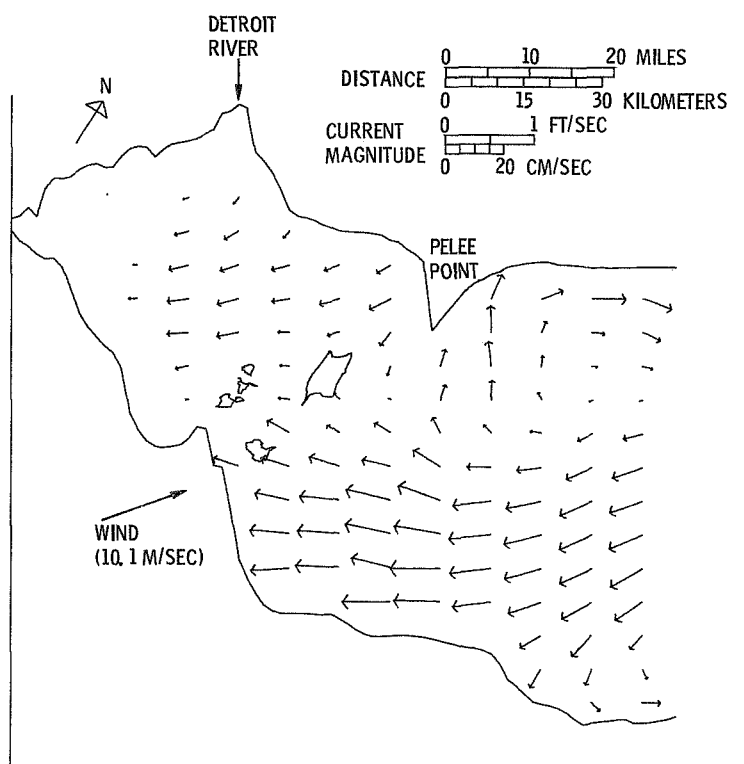 DETROIT
RIVER
N
0 10 20 MILES
DISTANCE
0 15 30 KILOMETERS
0 1 FT/SEC
CURRENT
MAGNITUDE
0 20 CM/SEC
PELEE
POINT
WIND
(10.1 M/SEC)